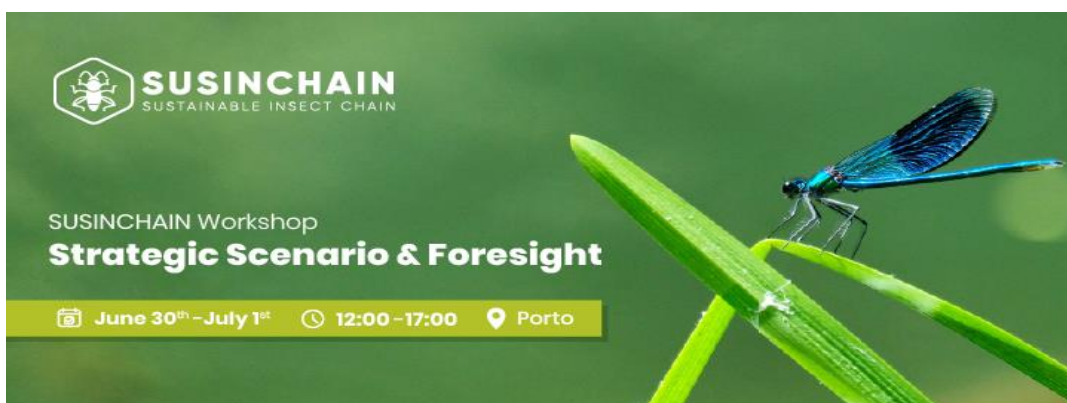 SUSINCHAIN
SUSTAINABLE INSECT CHAIN
SUSINCHAIN Workshop
Strategic Scenario & Foresight
June 30th-July 1st 12:00-17:00 Porto